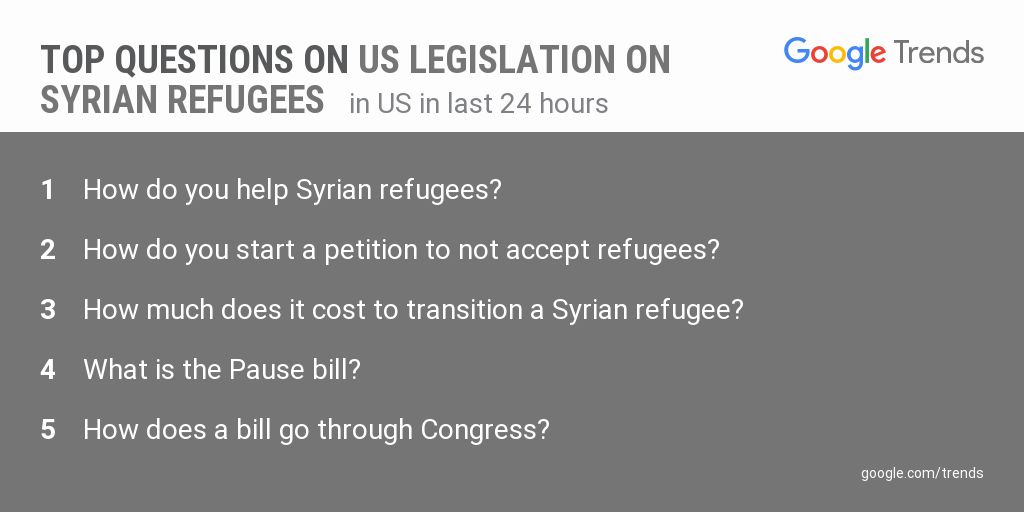 TOP QUESTIONS ON US LEGISLATION ON
SYRIAN REFUGEES in US in last 24 hours
Google Trends
1 How do you help Syrian refugees?
2 How do you start a petition to not accept refugees?
3 How much does it cost to transition a Syrian refugee?
4 What is the Pause bill?
5 How does a bill go through Congress?
google.com/trends